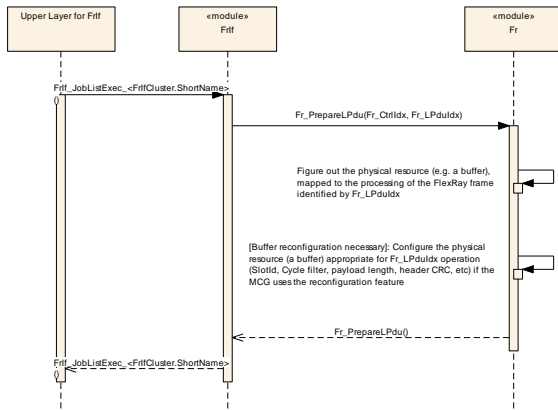 Upper Layer for FrIf
«module»
FrIf
«module»
Fr
FrIf_JobListExec_<FrIfCluster.ShortName>
()
Fr_PrepareLPdu(Fr_CtrlIdx, Fr_LPduIdx)
Figure out the physical resource (e.g. a buffer),
mapped to the processing of the FlexRay frame
identified by Fr_LPduIdx
[Buffer reconfiguration necessary]: Configure the physical
resource (a buffer) appropriate for Fr_LPduIdx operation
(SlotId, Cycle filter, payload length, header CRC, etc) if the
MCG uses the reconfiguration feature
Fr_PrepareLPdu()
FrIf_JobListExec_<FrIfCluster.ShortName>
()